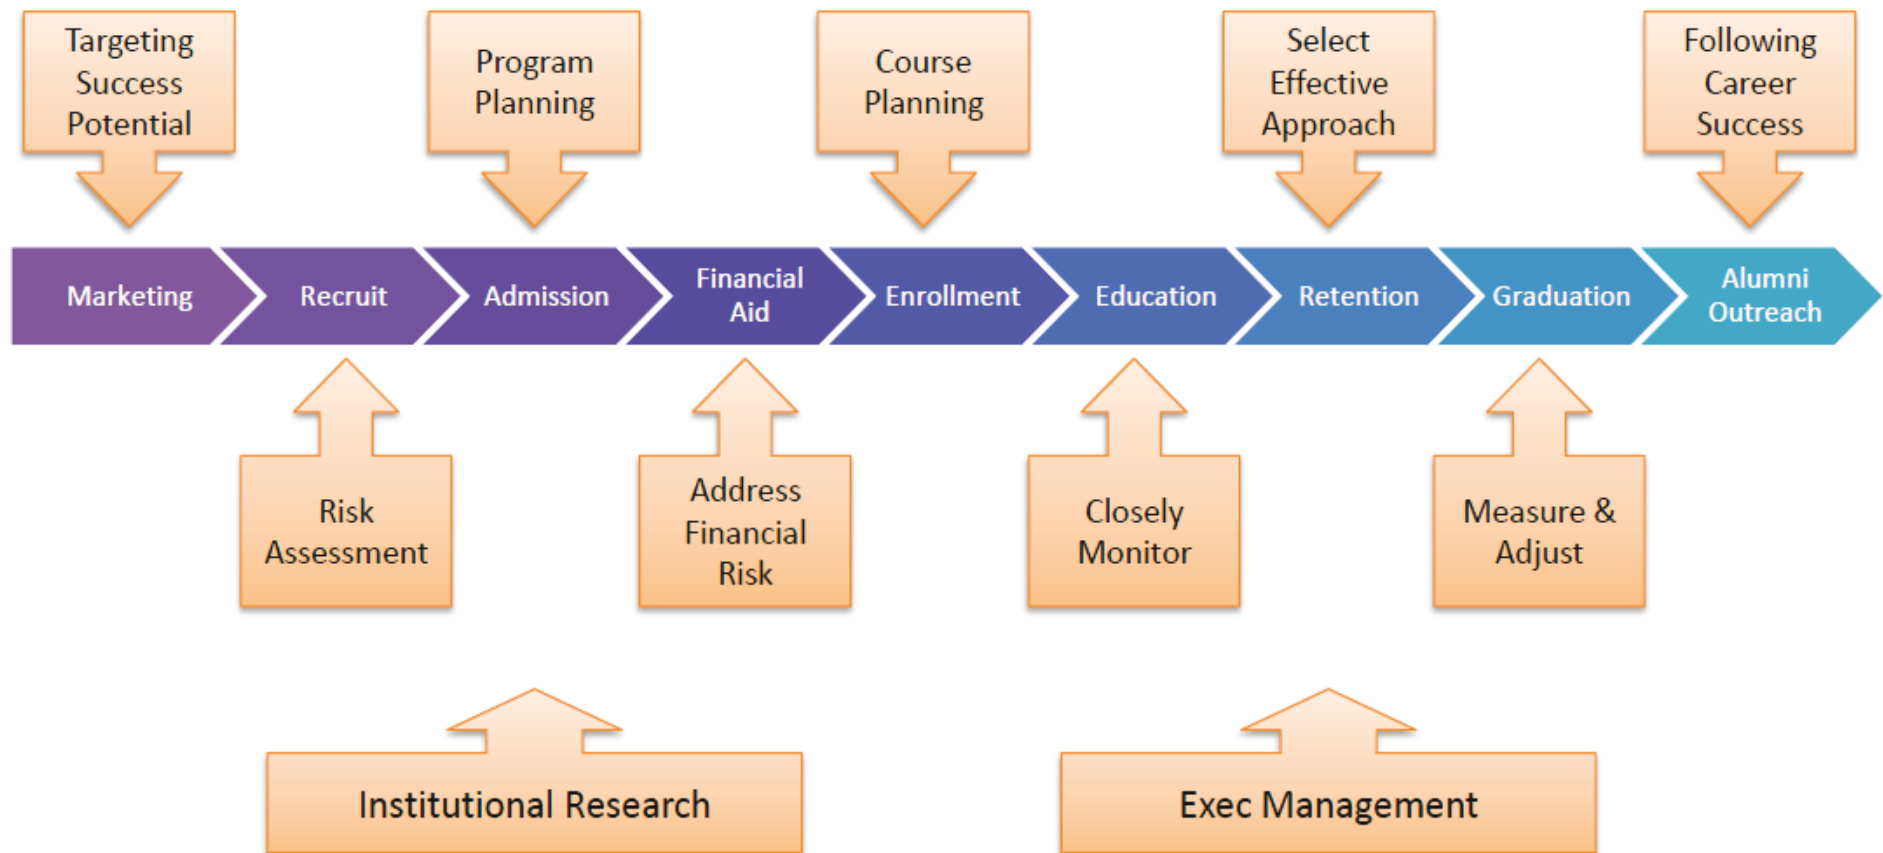 Targeting
Success
Potential
Program
Planning
Course
Planning
Select
Effective
Approach
Following
Career
Success
Marketing
Recruit
Admission
Financial
Aid
Enrollment
Education
Retention
Graduation
Alumni
Outreach
Risk
Assessment
Address
Financial
Risk
Closely
Monitor
Measure &
Adjust
Institutional Research
Exec Management